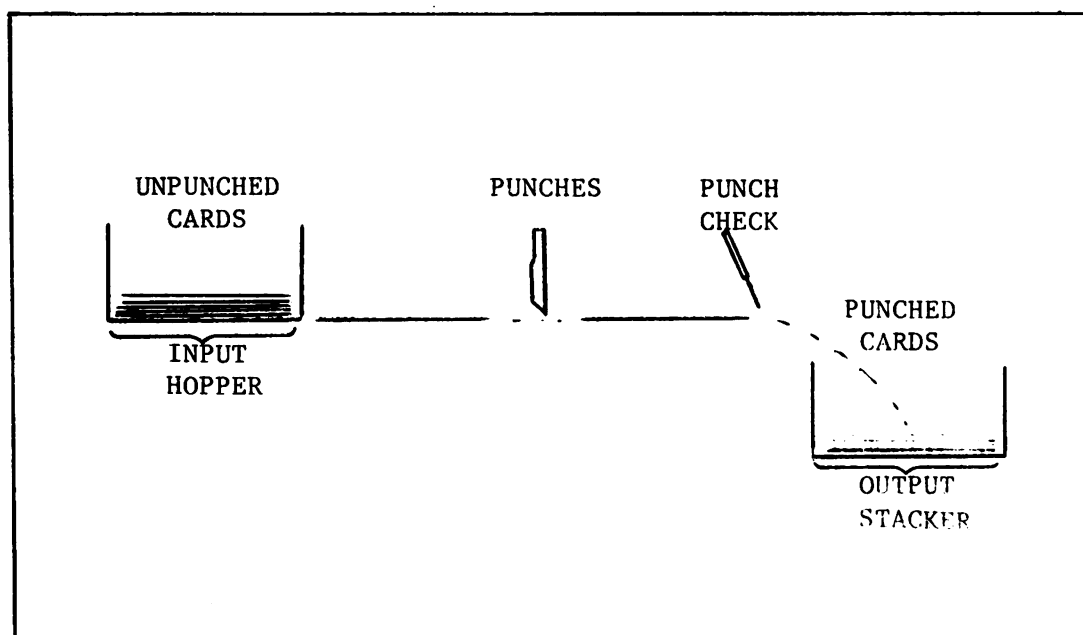 UNPUNCHED
CARDS
PUNCHES
PUNCH
CHECK
PUNCHED
CARDS
INPUT
HOPPER
OUTPUT
STACKER